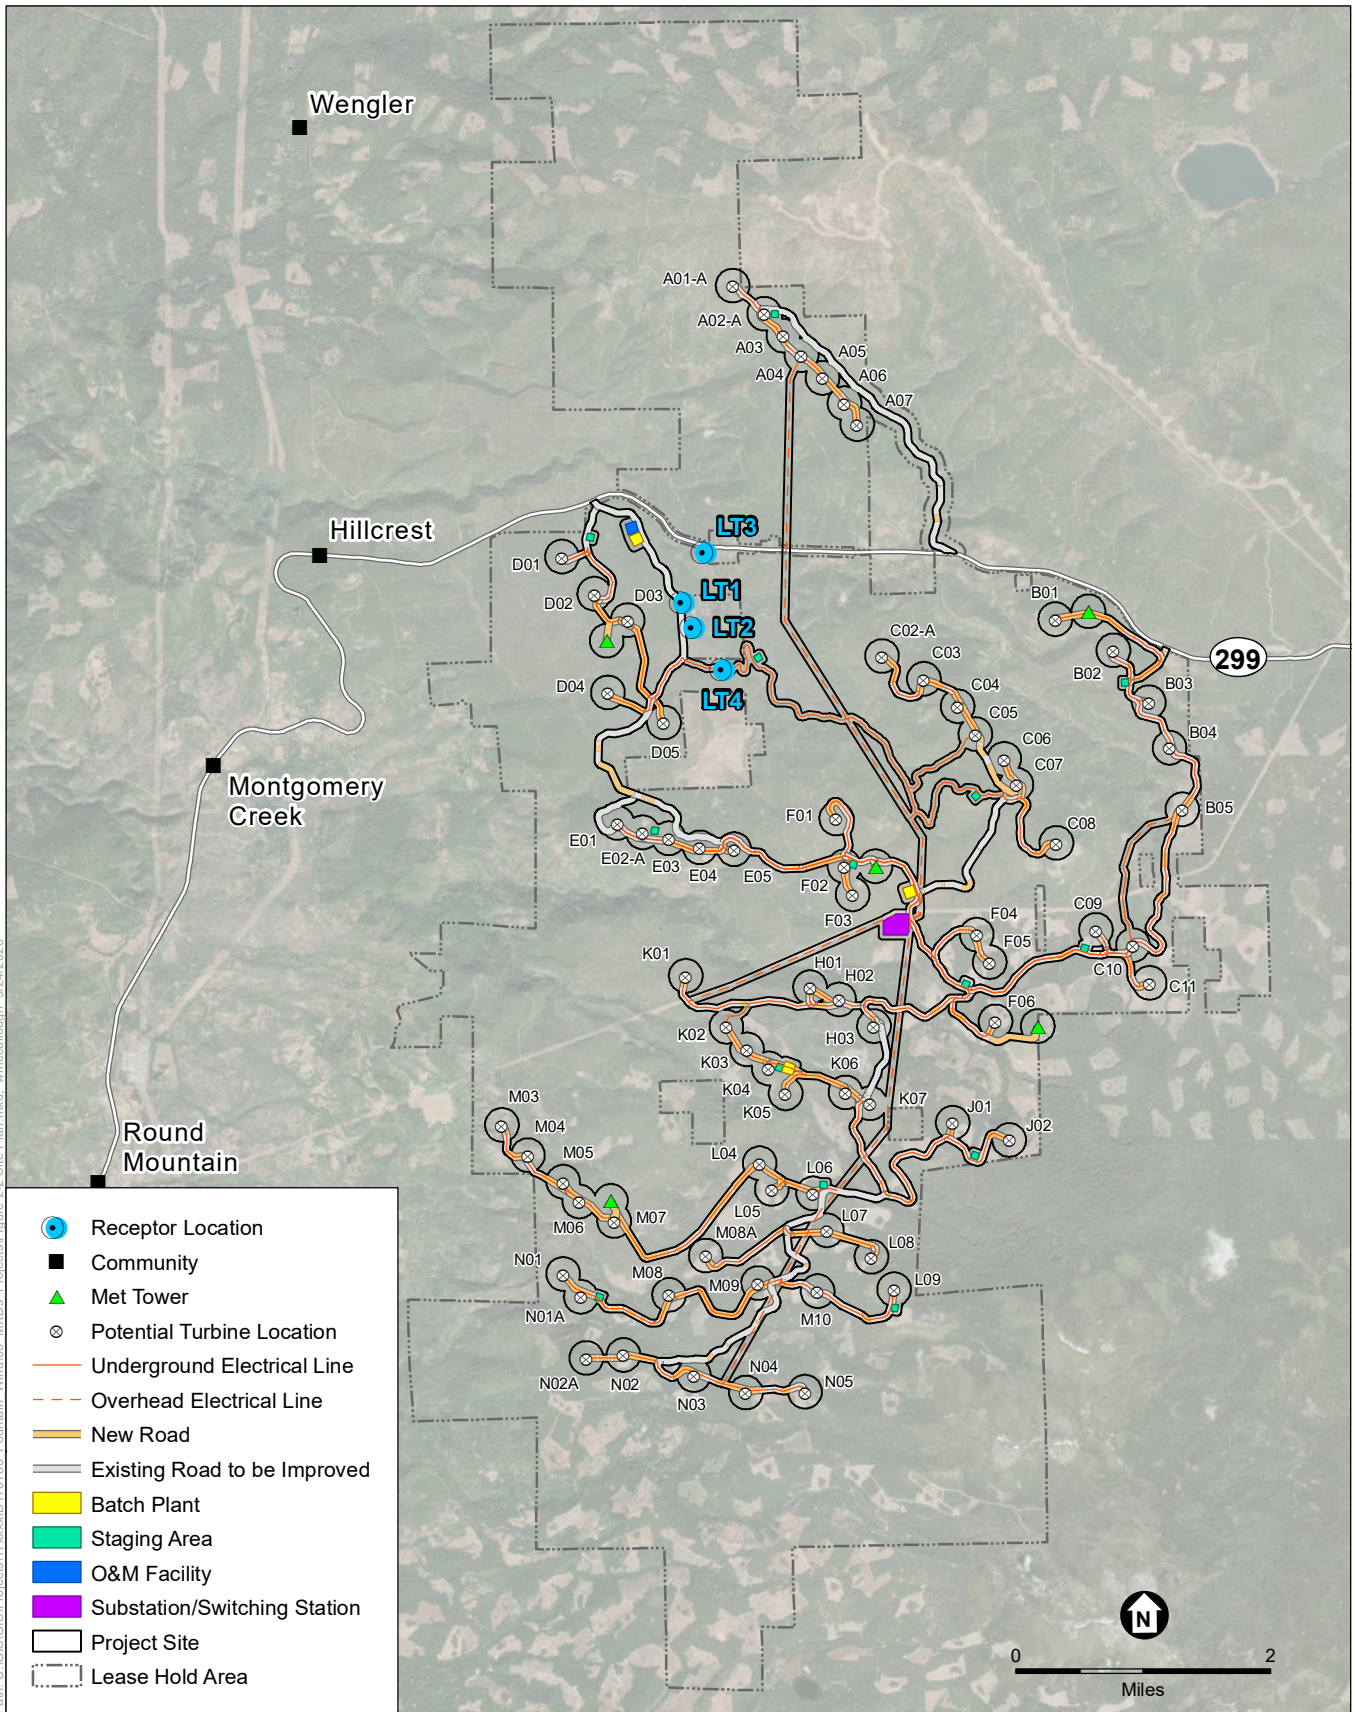 Wengler
A01-A
A02-A
A03
A05
A04
A06
A07
Hillcrest
LT3
D01
LT1
D02
D03
B01
LT2
C02-A
299
C03
B02
B03
D04
LT4
C04
C05
B04
D05
C06
C07
Montgomery
Creek
B05
F01
E01
C08
E02-A
E03
E04
E05
F02
F03
C09
F04
F05
K01
H01
H02
C10
C11
F06
K02
H03
K03
K06
K04
K05
K07
M03
J01
Round
Mountain
M04
J02
M05
L04
L06
L05
M06
M07
L07
M08A
L08
N01
M08
M09
L09
N01A
M10
N04
N02A
N02
N03
N05
Receptor Location
Community
Met Tower
Potential Turbine Location
Underground Electrical Line
Overhead Electrical Line
New Road
Existing Road to be Improved
Batch Plant
Staging Area
O&M Facility
Substation/Switching Station
Project Site
Lease Hold Area
N
0 2
Miles